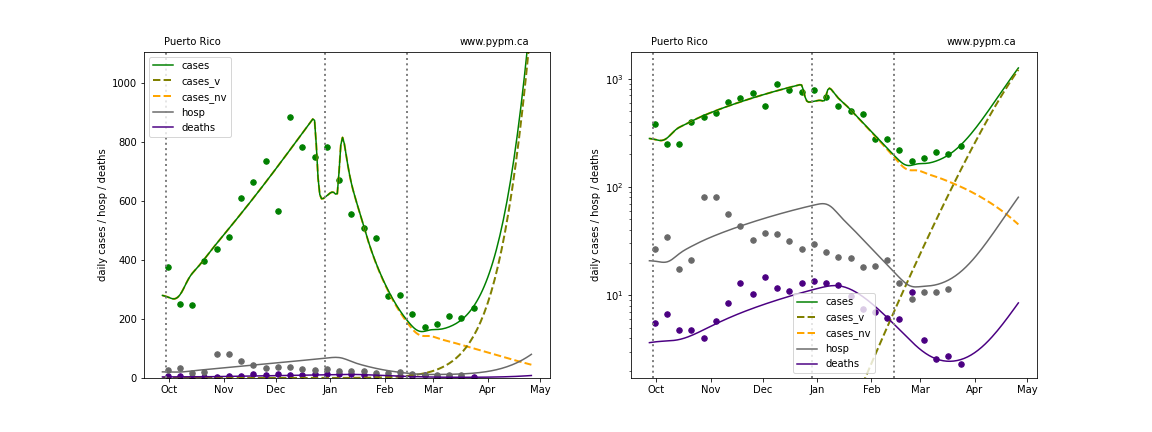 Puerto Rico
www.pypm.ca
daily cases / hosp / deaths
1000
800
600
400
200
0
cases
cases_v
cases_nv
hosp
deaths
Oct
Nov
Dec
Jan
Feb
Mar
Apr
May
Puerto Rico
www.pypm.ca
daily cases / hosp / deaths
10³
10²
10¹
cases
cases_v
cases_nv
hosp
deaths
Oct
Nov
Dec
Jan
Feb
Mar
Apr
May